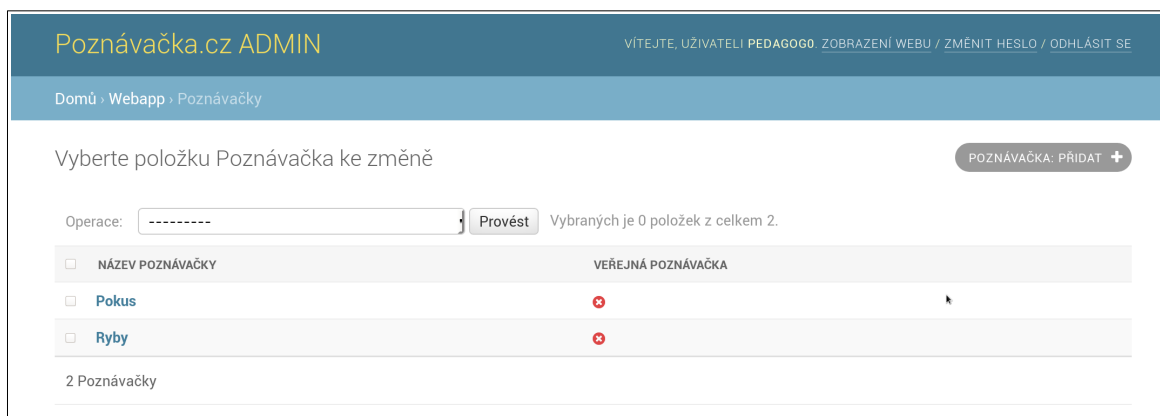 Poznávačka.cz ADMIN
VÍTEJTE, UŽIVATELI PEDAGOG0. ZOBRAZENÍ WEBU / ZMĚNIT HESLO / ODHLÁSIT SE
Domů › Webapp › Poznávačky
Vyberte položku Poznávačka ke změně
POZNÁVAČKA: PŘIDAT +
Operace: --------- Provést Vybraných je 0 položek z celkem 2.
NÁZEV POZNÁVAČKY VEŘEJNÁ POZNÁVAČKA
Pokus
Ryby
2 Poznávačky